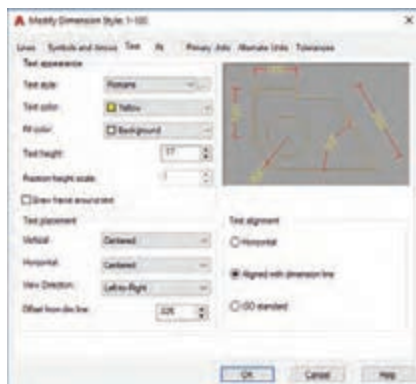 Modify Dimension Style: 1-100
Lines Symbols and Arrows Text Fit Primary Units Alternate Units Tolerances
Text appearance
Text style: Romans
Text color: Yellow
Fill color: Background
Text height:
Fraction height scale:
Draw frame around text
Text placement
Vertical: Centered
Horizontal: Centered
View Direction: Left-to-Right
Offset from dim line:
Text alignment
Horizontal
Aligned with dimension line
ISO standard
OK Cancel Help